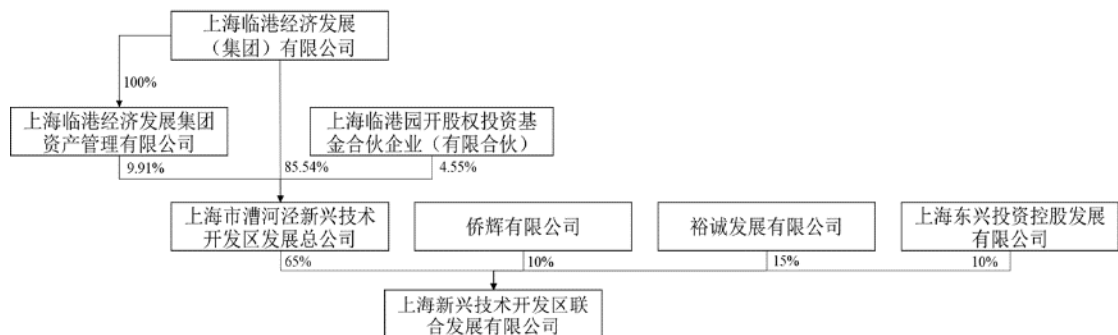 上海临港经济发展
（集团）有限公司
100%
上海临港经济发展集团
资产管理有限公司
上海临港园开股权投资基
金合伙企业（有限合伙）
9.91%
85.54%
4.55%
上海市漕河泾新兴技术
开发区发展总公司
侨辉有限公司
裕诚发展有限公司
上海东兴投资控股发展
有限公司
65%
10%
15%
10%
上海新兴技术开发区联
合发展有限公司